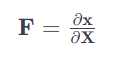 F = ∂x/∂X